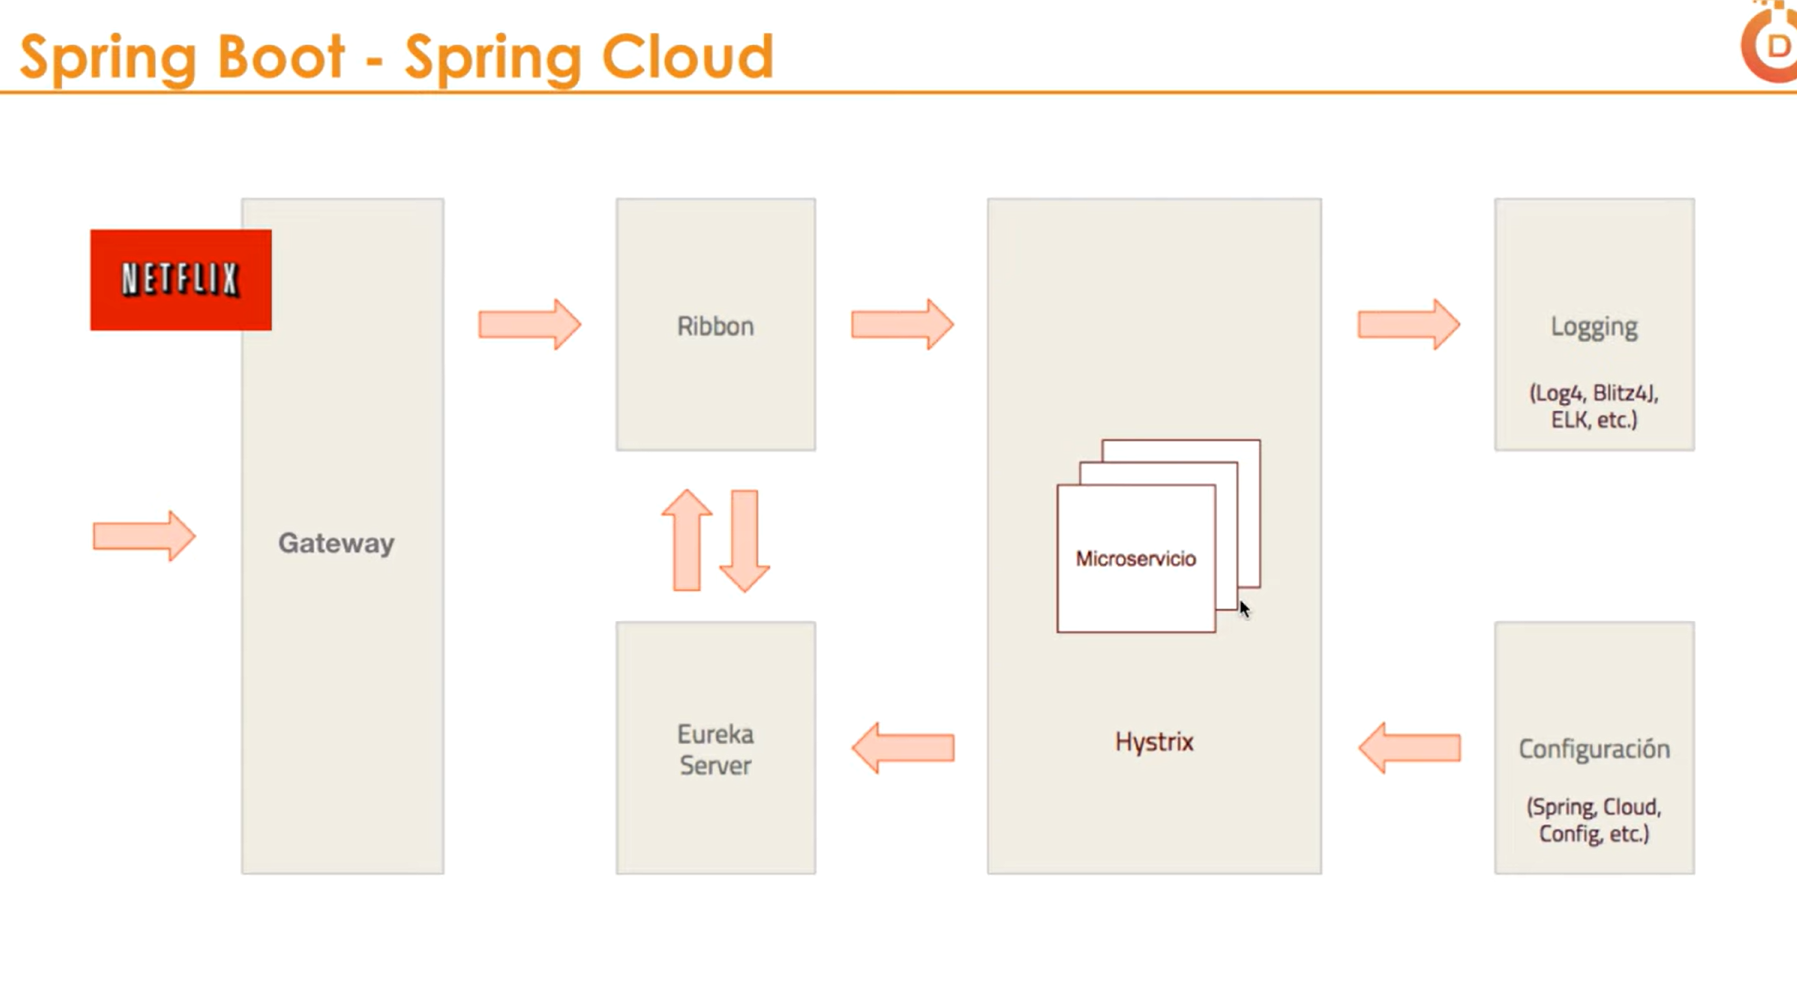 Spring Boot - Spring Cloud
D
NETFLIX
Gateway
Ribbon
Eureka
Server
Microservicio
Hystrix
Logging
(Log4, Blitz4J,
ELK, etc.)
Configuración
(Spring, Cloud,
Config, etc.)